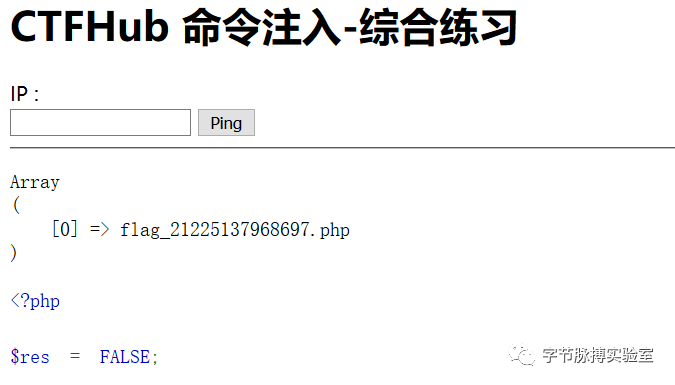 CTFHub 命令注入-综合练习
IP :
Ping
Array
(
[0] => flag_21225137968697.php
)
<?php
$res = FALSE;
字节脉搏实验室